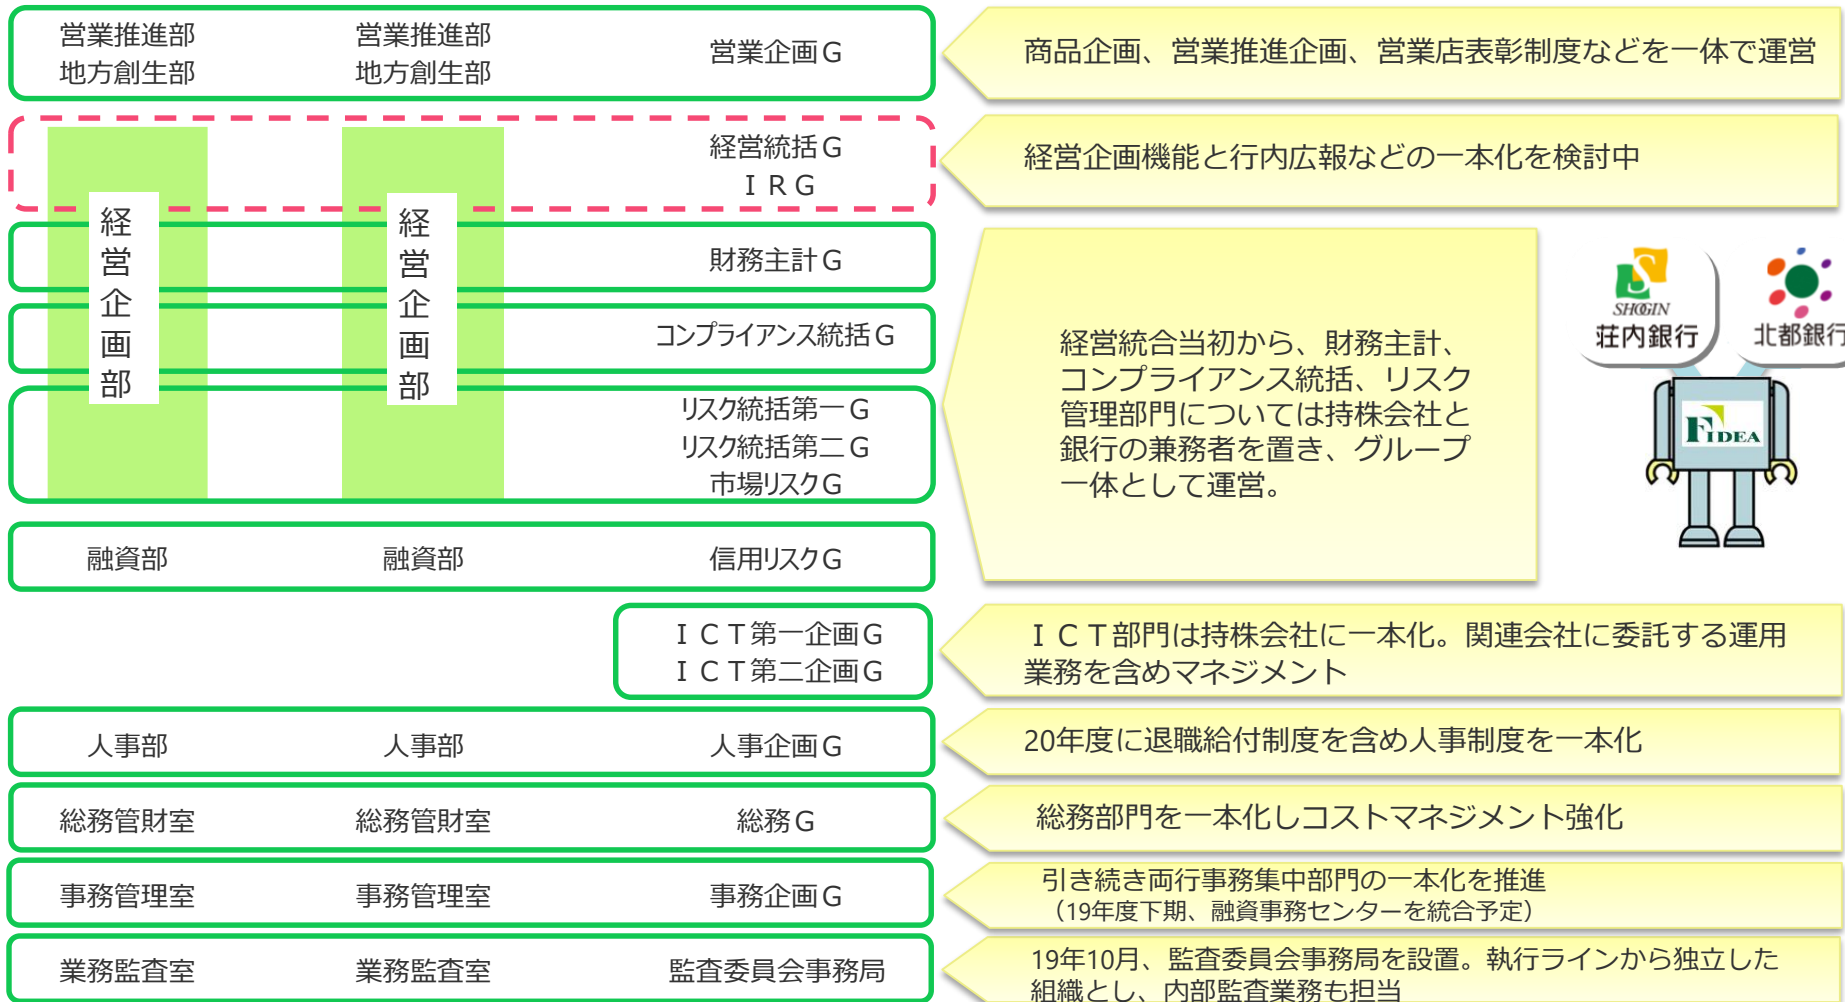 営業推進部 営業推進部 営業企画G
地方創生部 地方創生部
商品企画、営業推進企画、営業店表彰制度などを一体で運営
経営統括G
ＩＲG
経営企画機能と行内広報などの一本化を検討中
経営企画部
経営企画部
財務主計G
コンプライアンス統括G
リスク統括第一G
リスク統括第二G
市場リスクG
融資部 融資部 信用リスクG
経営統合当初から、財務主計、
コンプライアンス統括、リスク
管理部門については持株会社と
銀行の兼務者を置き、グループ
一体として運営。
S
SHOGIN
荘内銀行
北都銀行
FIDEA
ＩＣＴ第一企画G
ＩＣＴ第二企画G
ＩＣＴ部門は持株会社に一本化。関連会社に委託する運用
業務を含めマネジメント
人事部 人事部 人事企画G
20年度に退職給付制度を含め人事制度を一本化
総務管財室 総務管財室 総務G
総務部門を一本化しコストマネジメント強化
事務管理室 事務管理室 事務企画G
引き続き両行事務集中部門の一本化を推進
（19年度下期、融資事務センターを統合予定）
業務監査室 業務監査室 監査委員会事務局
19年10月、監査委員会事務局を設置。執行ラインから独立した
組織とし、内部監査業務も担当